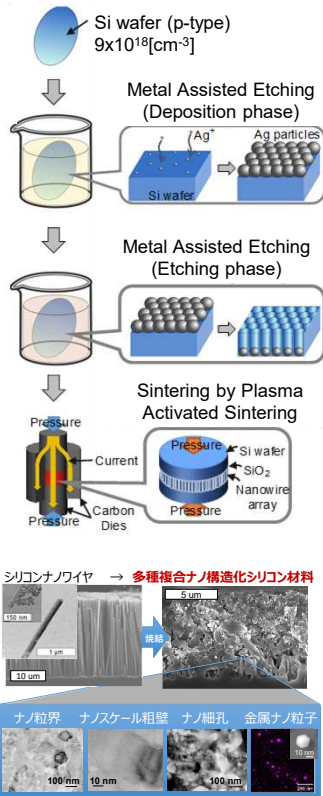 Si wafer (p-type)
9x10¹⁸[cm⁻³]
Metal Assisted Etching
(Deposition phase)
Ag⁺
Ag particles
Si wafer
Metal Assisted Etching
(Etching phase)
Sintering by Plasma
Activated Sintering
Pressure
Current
Carbon
Dies
Pressure
Pressure
Si wafer
SiO₂
Nanowire
array
Pressure
シリコンナノワイヤ → 多種複合ナノ構造化シリコン材料
150 nm
1 µm
10 um
焼結
5 um
ナノ粒界 ナノスケール粗壁 ナノ細孔 金属ナノ粒子
100 nm
10 nm
100 nm
10 nm